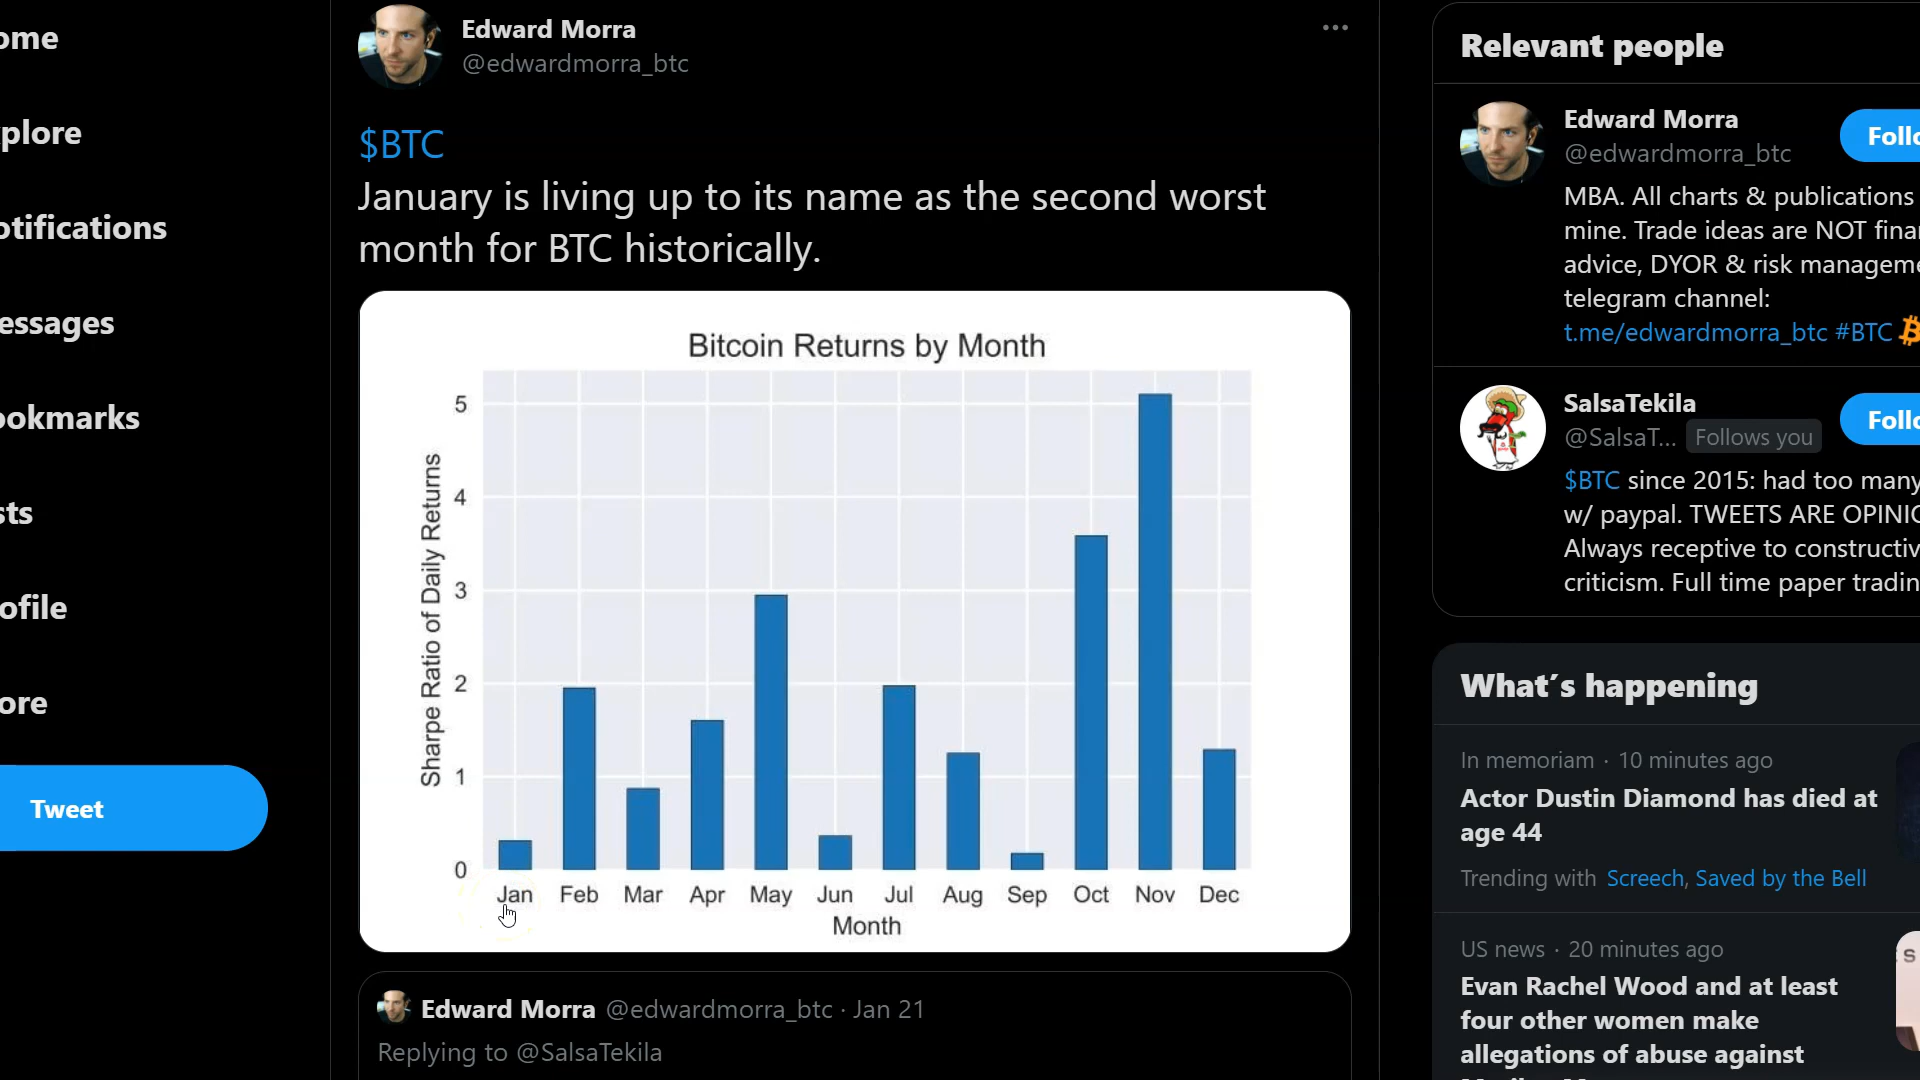 ome
plore
otifications
essages
ookmarks
sts
ofile
ore
Tweet
Edward Morra
@edwardmorra_btc
$BTC
January is living up to its name as the second worst
month for BTC historically.
Bitcoin Returns by Month
Sharpe Ratio of Daily Returns
5
4
3
2
1
0
Jan Feb Mar Apr May Jun Jul Aug Sep Oct Nov Dec
Month
Edward Morra @edwardmorra_btc · Jan 21
Replying to @SalsaTekila
Relevant people
Edward Morra
@edwardmorra_btc
Follo
MBA. All charts & publications
mine. Trade ideas are NOT finan
advice, DYOR & risk manageme
telegram channel:
t.me/edwardmorra_btc #BTC
SalsaTekila
@SalsaT... Follows you
Follo
$BTC since 2015: had too many
w/ paypal. TWEETS ARE OPINIO
Always receptive to constructiv
criticism. Full time paper tradin
What's happening
In memoriam · 10 minutes ago
Actor Dustin Diamond has died at
age 44
Trending with Screech, Saved by the Bell
US news · 20 minutes ago
Evan Rachel Wood and at least
four other women make
allegations of abuse against